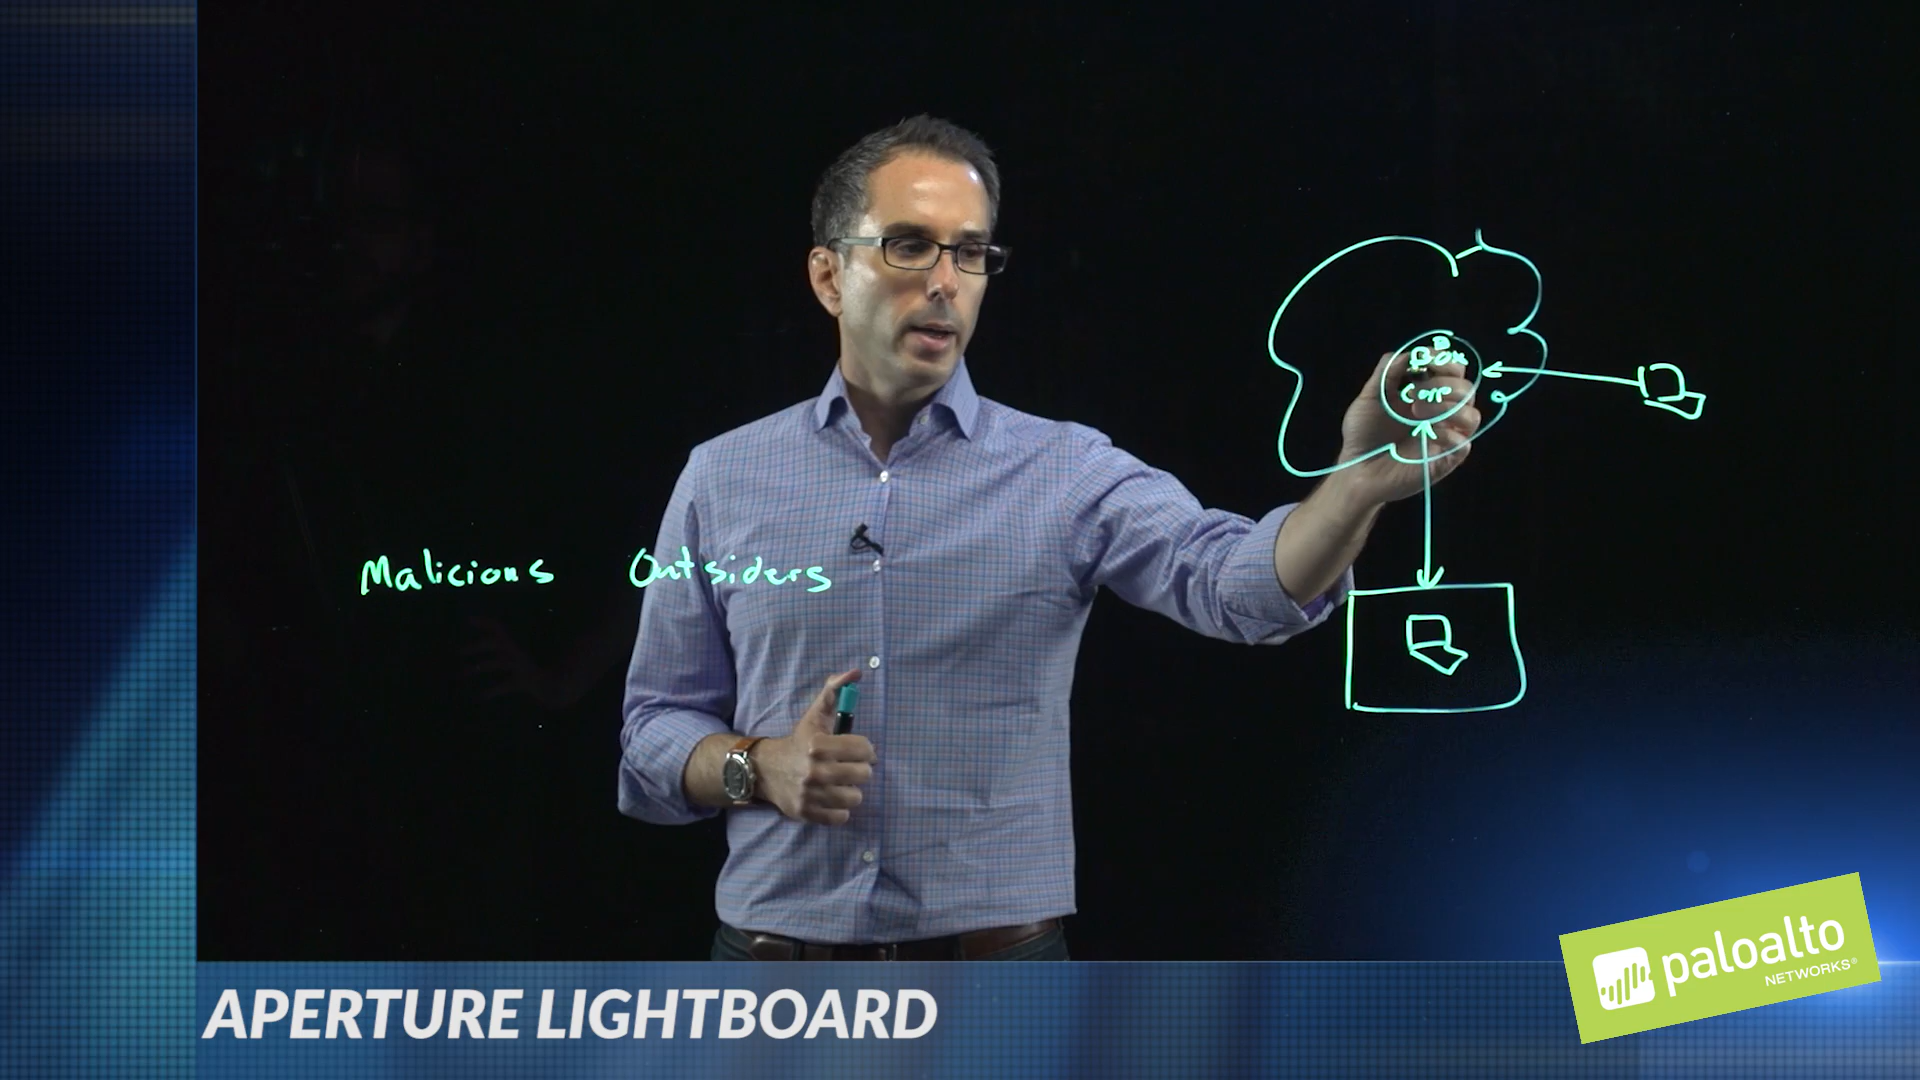 Box
Corp
Malicious Outsiders
paloalto
NETWORKS®
APERTURE LIGHTBOARD